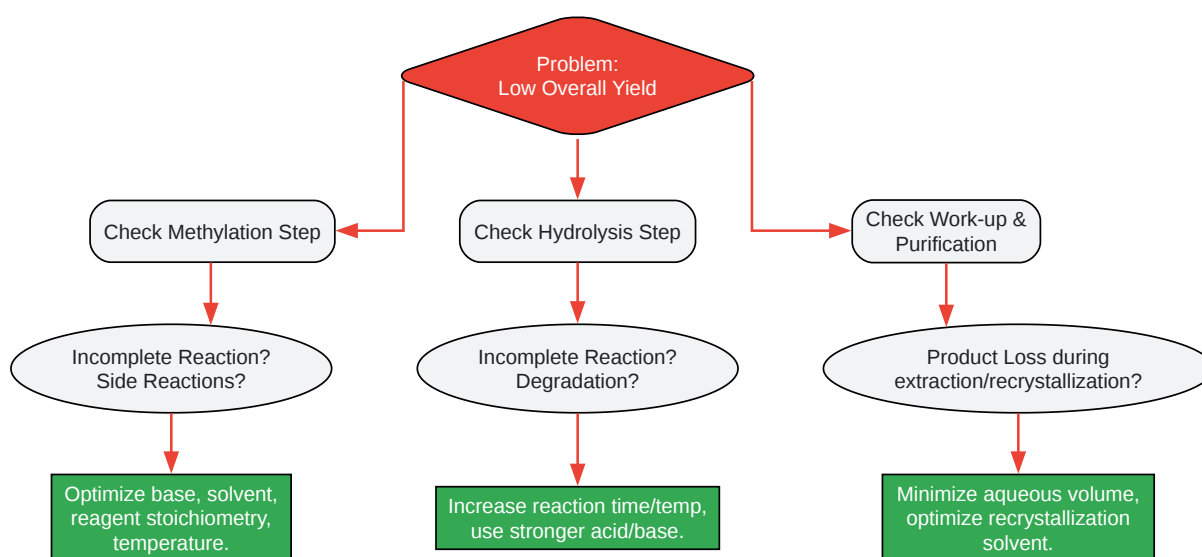 Problem:
Low Overall Yield
Check Methylation Step
Check Hydrolysis Step
Check Work-up &
Purification
Incomplete Reaction?
Side Reactions?
Incomplete Reaction?
Degradation?
Product Loss during
extraction/recrystallization?
Optimize base, solvent,
reagent stoichiometry,
temperature.
Increase reaction time/temp,
use stronger acid/base.
Minimize aqueous volume,
optimize recrystallization
solvent.